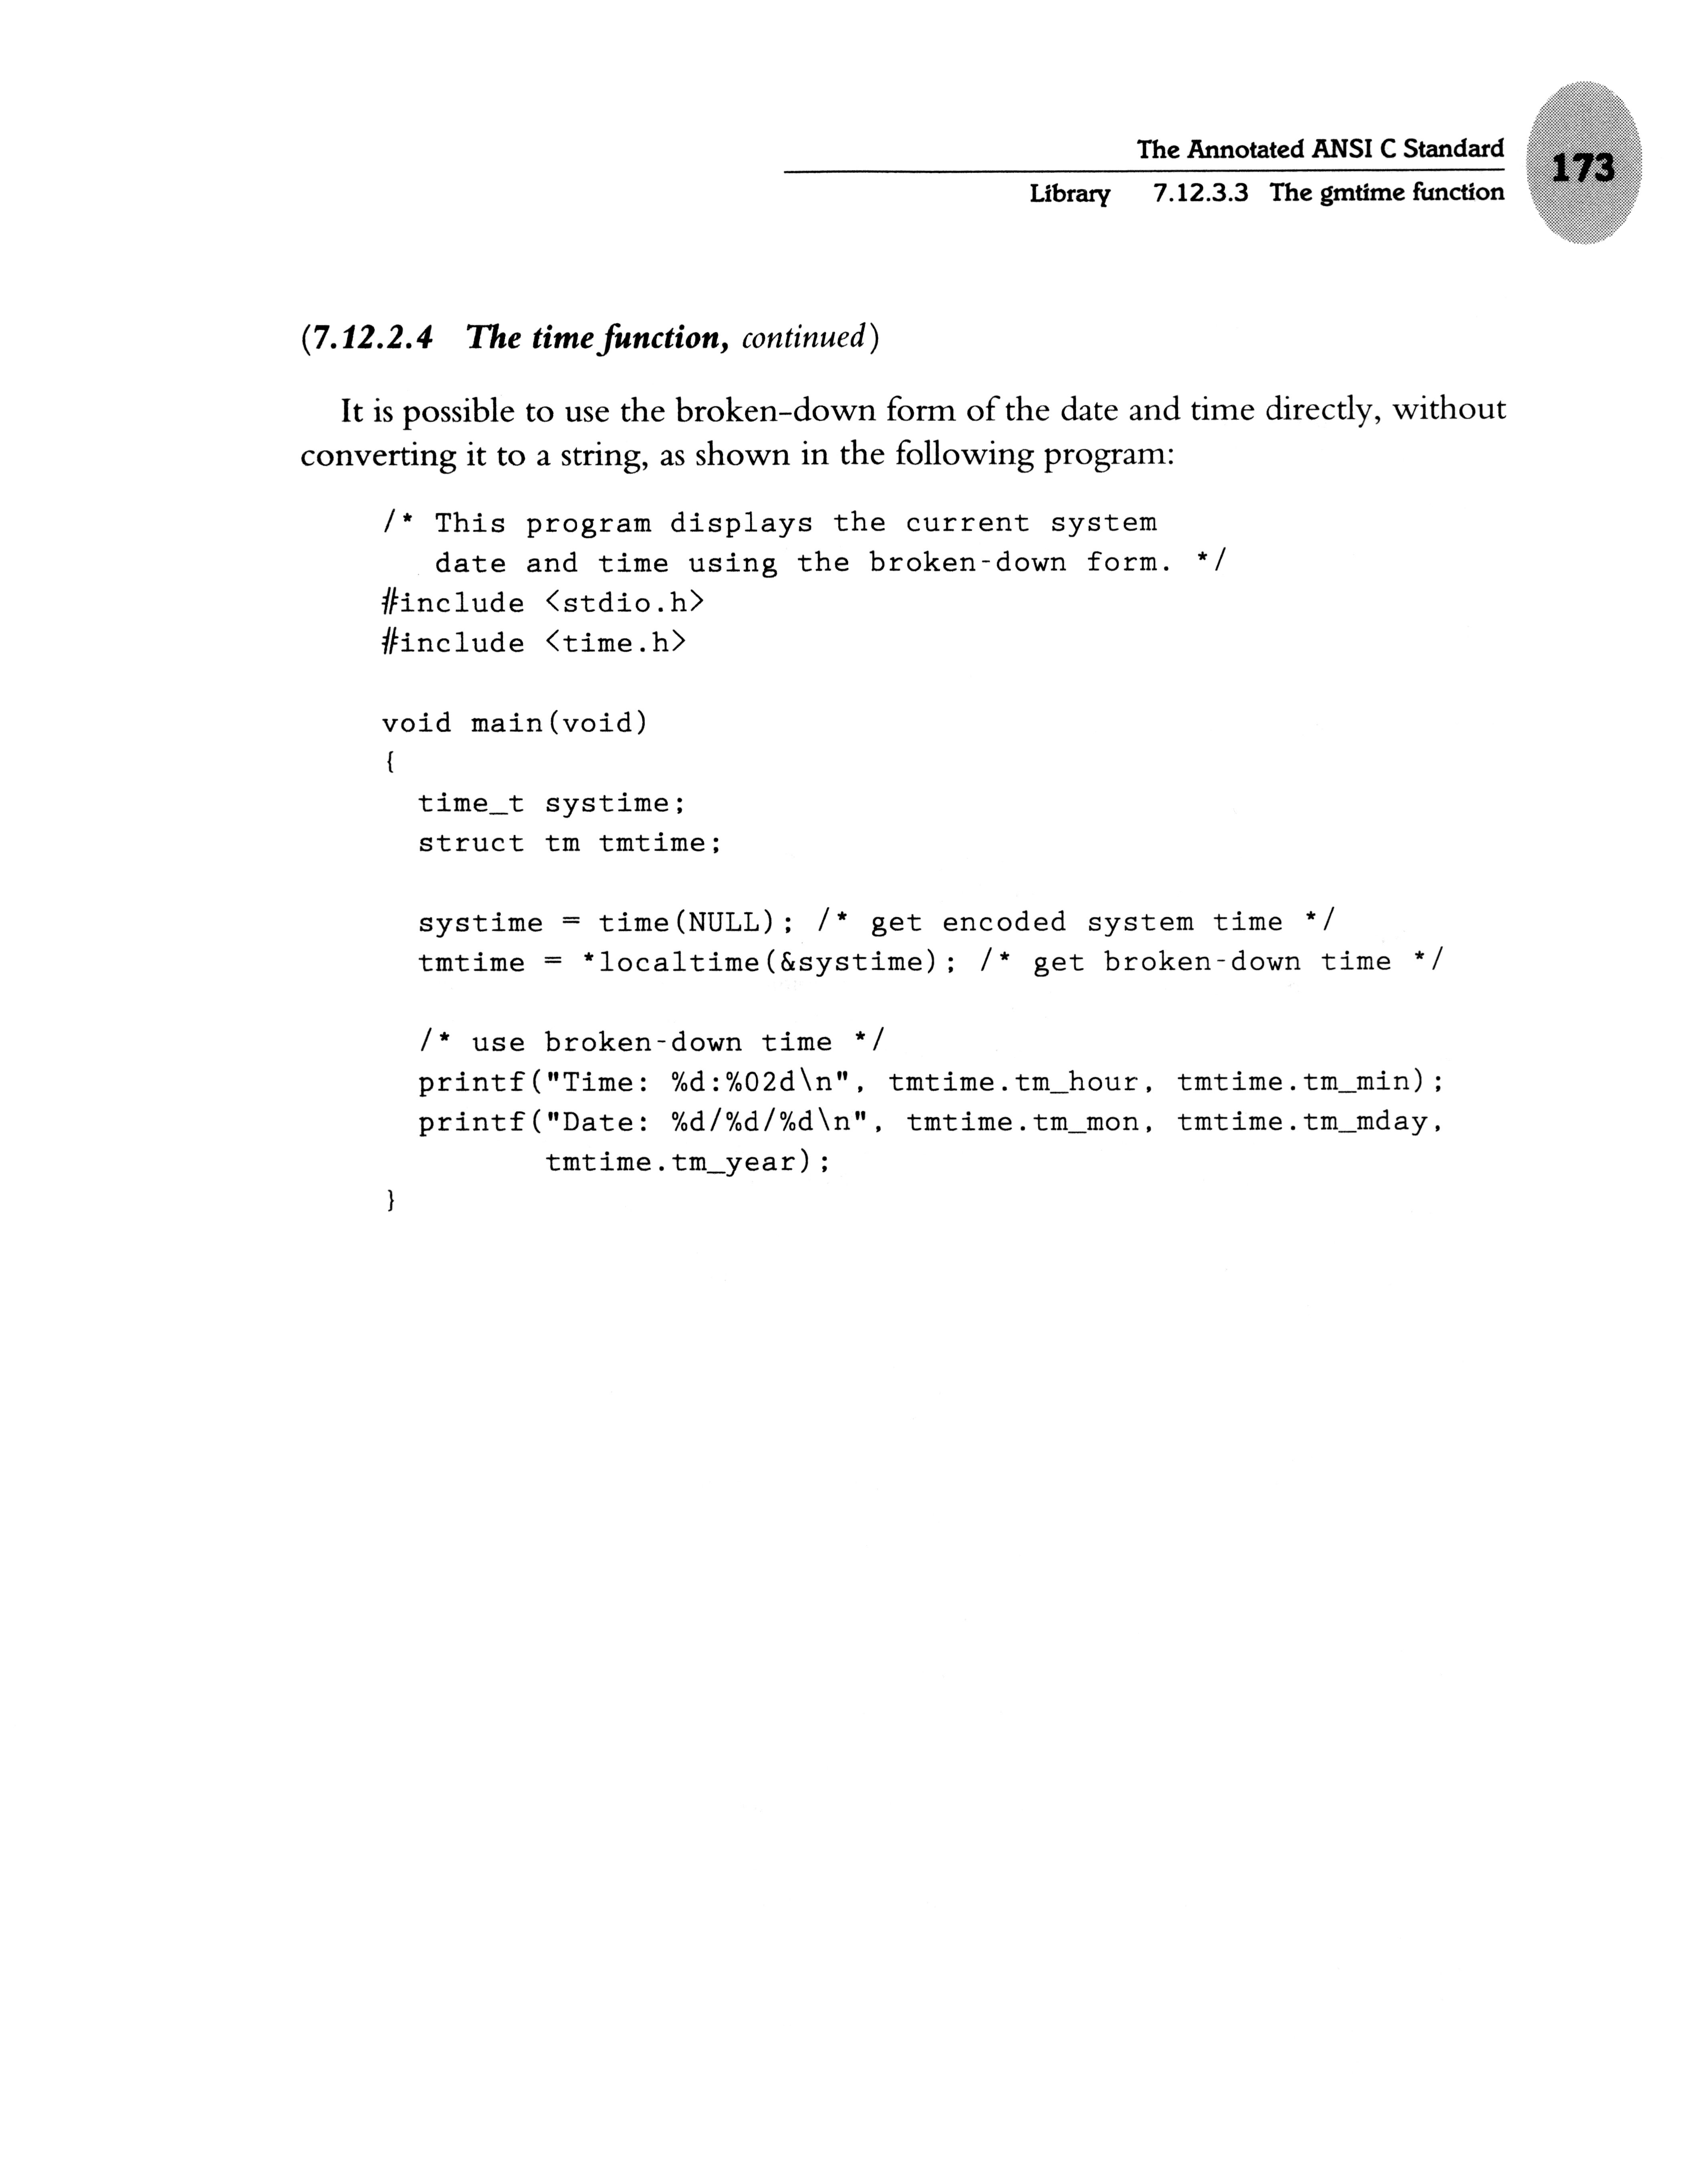 The Annotated ANSI C Standard
173
Library 7.12.3.3 The gmtime function
(7.12.2.4 The time function, continued)
It is possible to use the broken-down form of the date and time directly, without
converting it to a string, as shown in the following program:
/* This program displays the current system
   date and time using the broken-down form. */
#include <stdio.h>
#include <time.h>

void main(void)
{
  time_t systime;
  struct tm tmtime;

  systime = time(NULL); /* get encoded system time */
  tmtime = *localtime(&systime); /* get broken-down time */

  /* use broken-down time */
  printf("Time: %d:%02d\n", tmtime.tm_hour, tmtime.tm_min);
  printf("Date: %d/%d/%d\n", tmtime.tm_mon, tmtime.tm_mday,
         tmtime.tm_year);
}